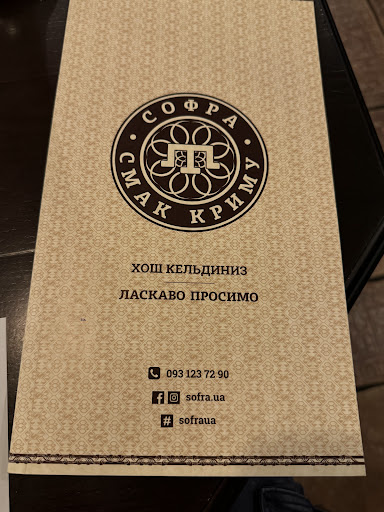 СОФРА
СМАК КРИМУ
ХОШ КЕЛЬДИНИЗ
ЛАСКАВО ПРОСИМО
093 123 72 90
sofra.ua
# sofraua